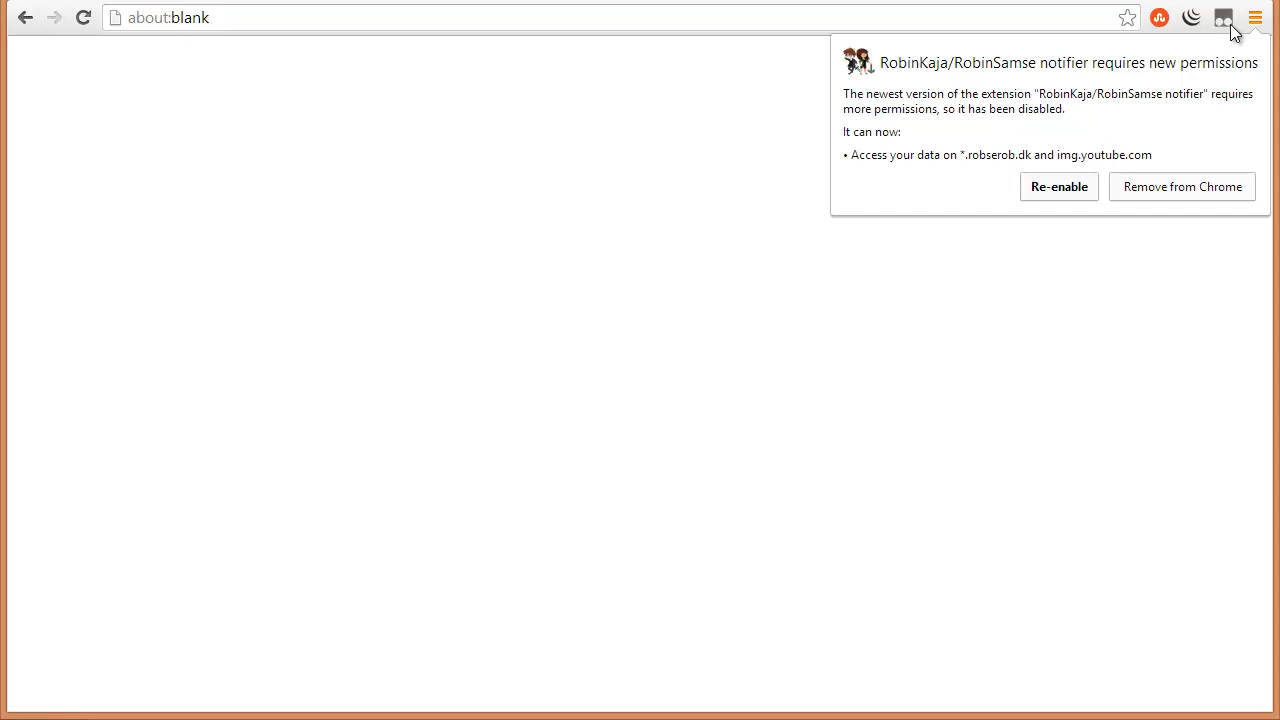 about:blank
RobinKaja/RobinSamse notifier requires new permissions
The newest version of the extension "RobinKaja/RobinSamse notifier" requires
more permissions, so it has been disabled.
It can now:
• Access your data on *.robserob.dk and img.youtube.com
Re-enable Remove from Chrome